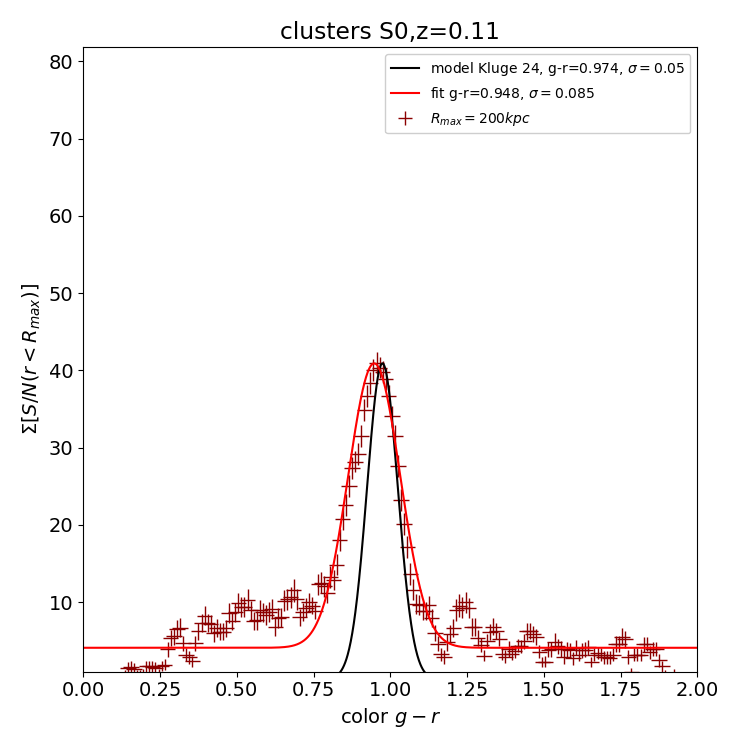 clusters S0,z=0.11
model Kluge 24, g-r=0.974, σ = 0.05
fit g-r=0.948, σ = 0.085
R_max = 200kpc
Σ[S/N(r < R_max)]
80
70
60
50
40
30
20
10
0.00 0.25 0.50 0.75 1.00 1.25 1.50 1.75 2.00
color g − r